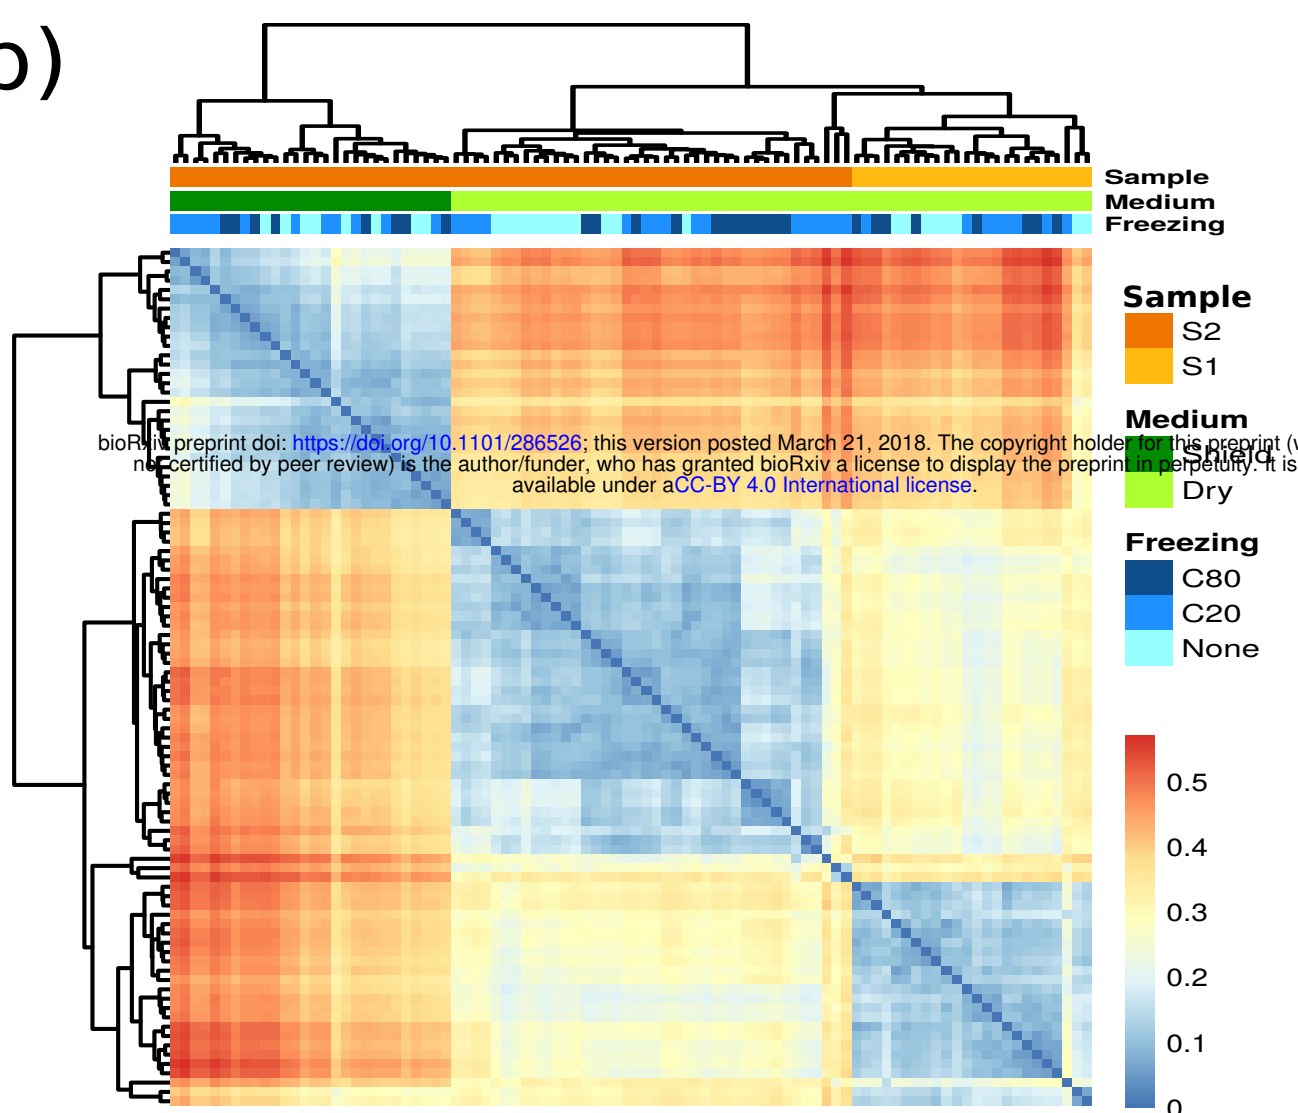 b)
Sample
Medium
Freezing
Sample
S2
S1
Medium
Shield
Dry
Freezing
C80
C20
None
0.5
0.4
0.3
0.2
0.1
0
bioRxiv preprint doi: https://doi.org/10.1101/286526; this version posted March 21, 2018. The copyright holder for this preprint (
not certified by peer review) is the author/funder, who has granted bioRxiv a license to display the preprint in perpetuity. It is
available under aCC-BY 4.0 International license.